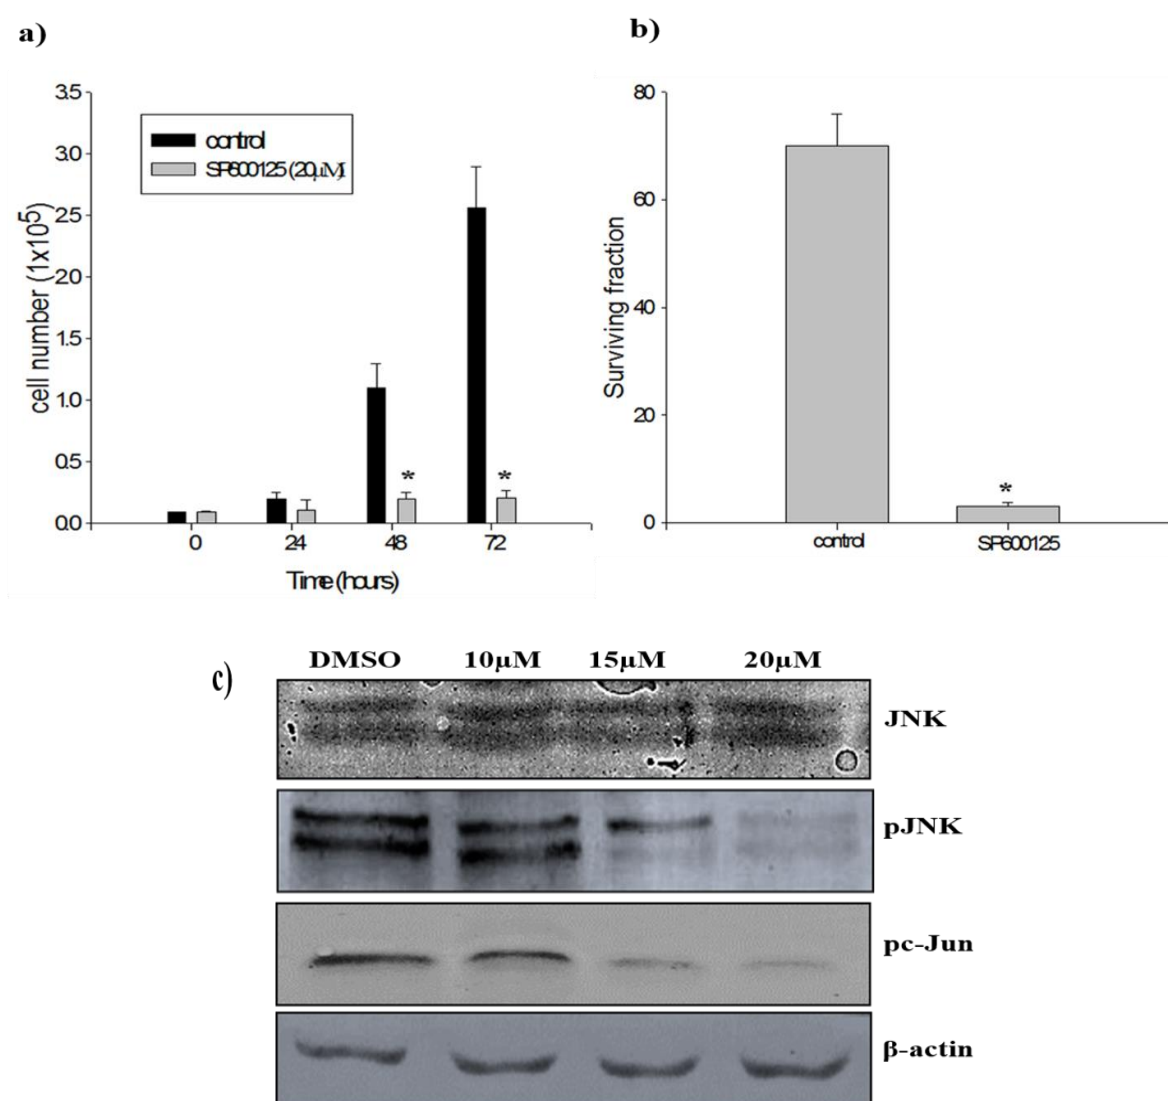 a)
3.5
3.0
2.5
2.0
1.5
1.0
0.5
0.0
cell number (1x10⁵)
control
SP600125 (20µM)
*
*
0
24
48
72
Time (hours)
b)
80
60
40
20
0
Surviving fraction
*
control
SP600125
c)
DMSO 10µM 15µM 20µM
JNK
pJNK
pc-Jun
β-actin